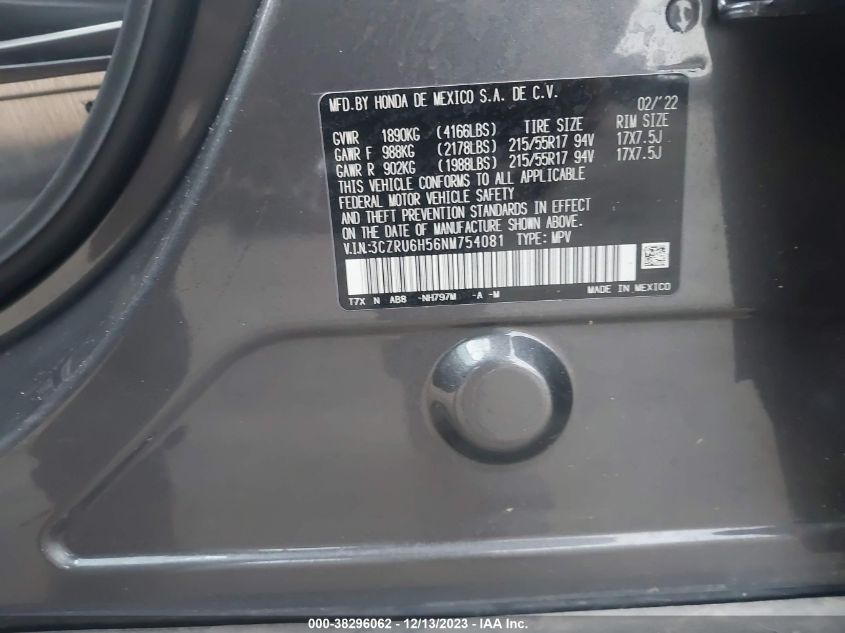 MFD.BY HONDA DE MEXICO S.A. DE C.V. 02/'22
GVWR 1890KG (4166LBS) TIRE SIZE RIM SIZE
GAWR F 988KG (2178LBS) 215/55R17 94V 17X7.5J
GAWR R 902KG (1988LBS) 215/55R17 94V 17X7.5J
THIS VEHICLE CONFORMS TO ALL APPLICABLE
FEDERAL MOTOR VEHICLE SAFETY
AND THEFT PREVENTION STANDARDS IN EFFECT
ON THE DATE OF MANUFACTURE SHOWN ABOVE.
V.I.N:3CZRU6H56NM754081 TYPE: MPV
T7X N AB8 -NH797M -A -M MADE IN MEXICO
000-38296062 - 12/13/2023 - IAA Inc.